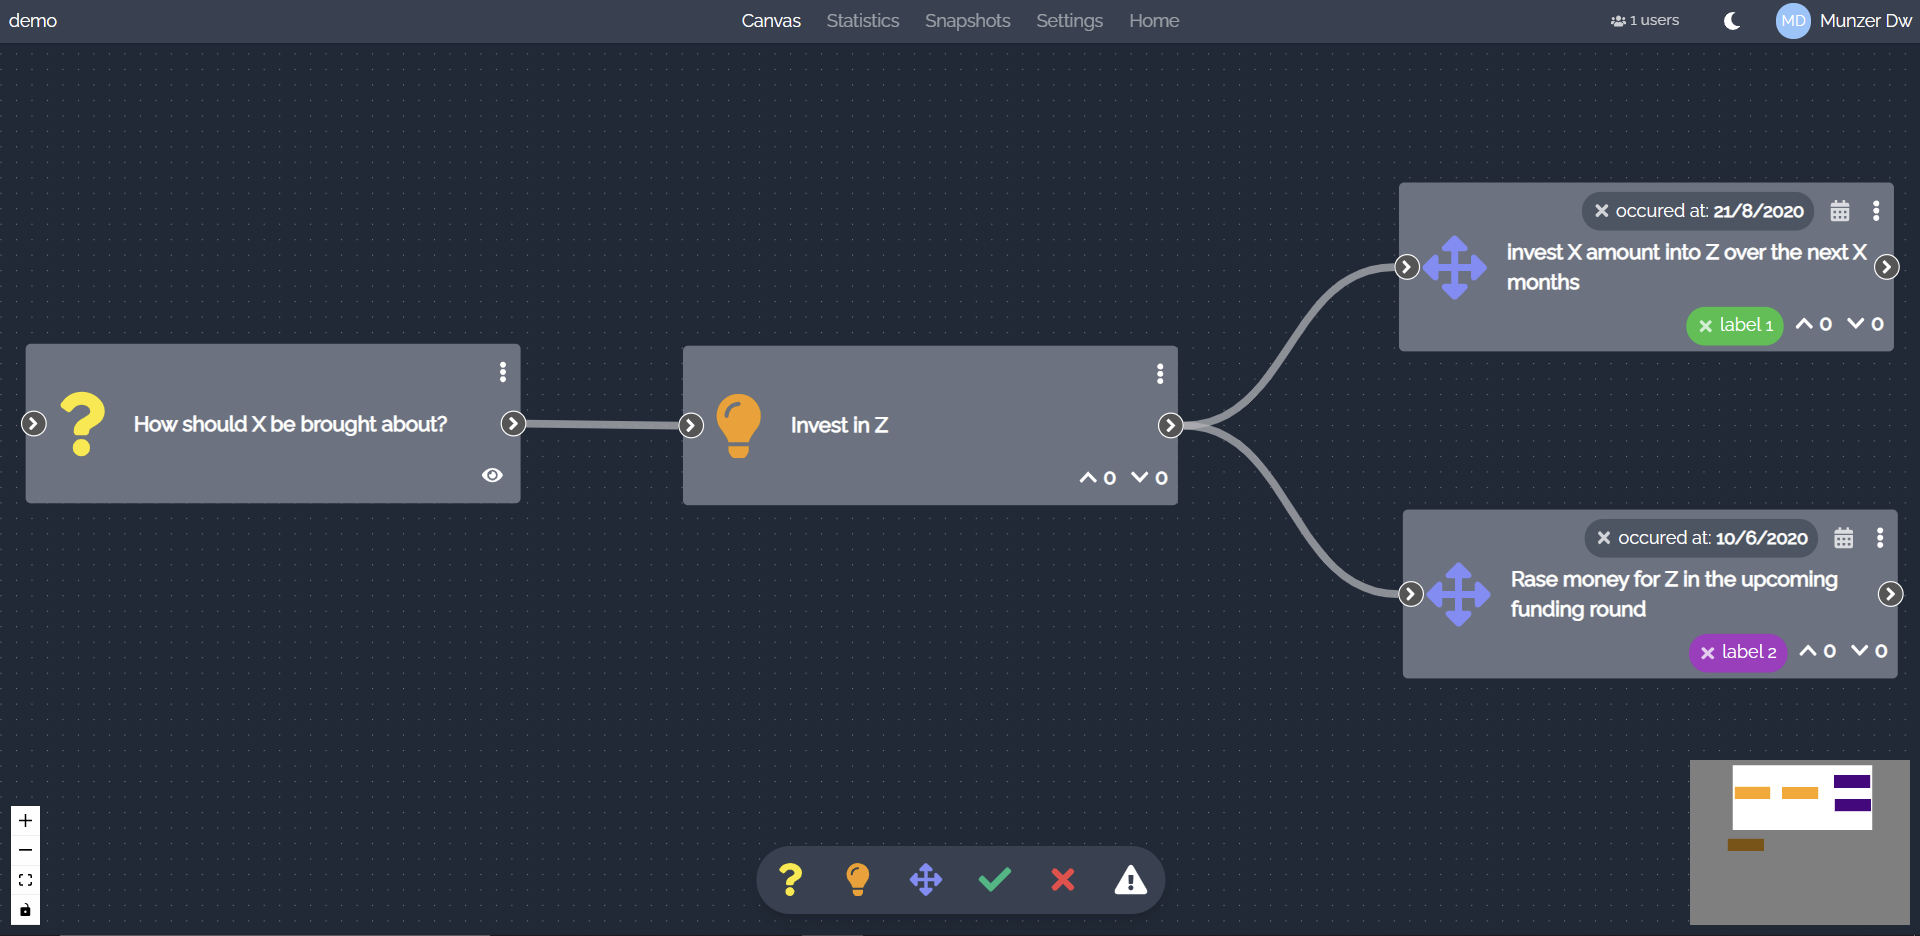 demo
Canvas Statistics Snapshots Settings Home
1 users
MD Munzer Dw
occured at: 21/8/2020
invest X amount into Z over the next X
months
label 1 0 0
How should X be brought about?
Invest in Z
0 0
occured at: 10/6/2020
Rase money for Z in the upcoming
funding round
label 2 0 0